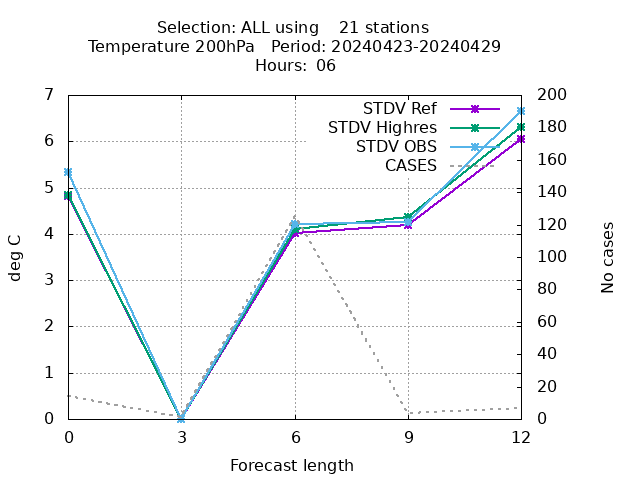 Selection: ALL using    21 stations
Temperature 200hPa   Period: 20240423-20240429
Hours: 06
STDV Ref
STDV Highres
STDV OBS
CASES
7
6
5
4
3
2
1
0
200
180
160
140
120
100
80
60
40
20
0
deg C
No cases
0 3 6 9 12
Forecast length